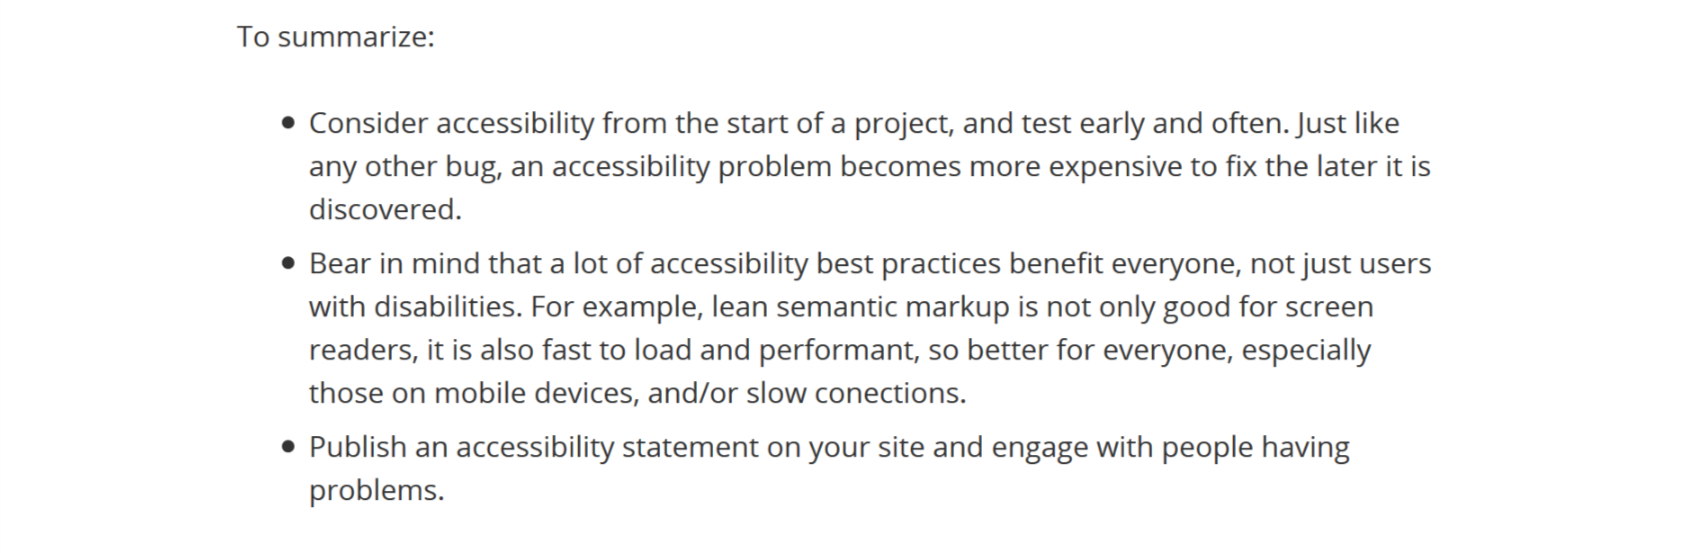 To summarize:
• Consider accessibility from the start of a project, and test early and often. Just like
any other bug, an accessibility problem becomes more expensive to fix the later it is
discovered.
• Bear in mind that a lot of accessibility best practices benefit everyone, not just users
with disabilities. For example, lean semantic markup is not only good for screen
readers, it is also fast to load and performant, so better for everyone, especially
those on mobile devices, and/or slow conections.
• Publish an accessibility statement on your site and engage with people having
problems.